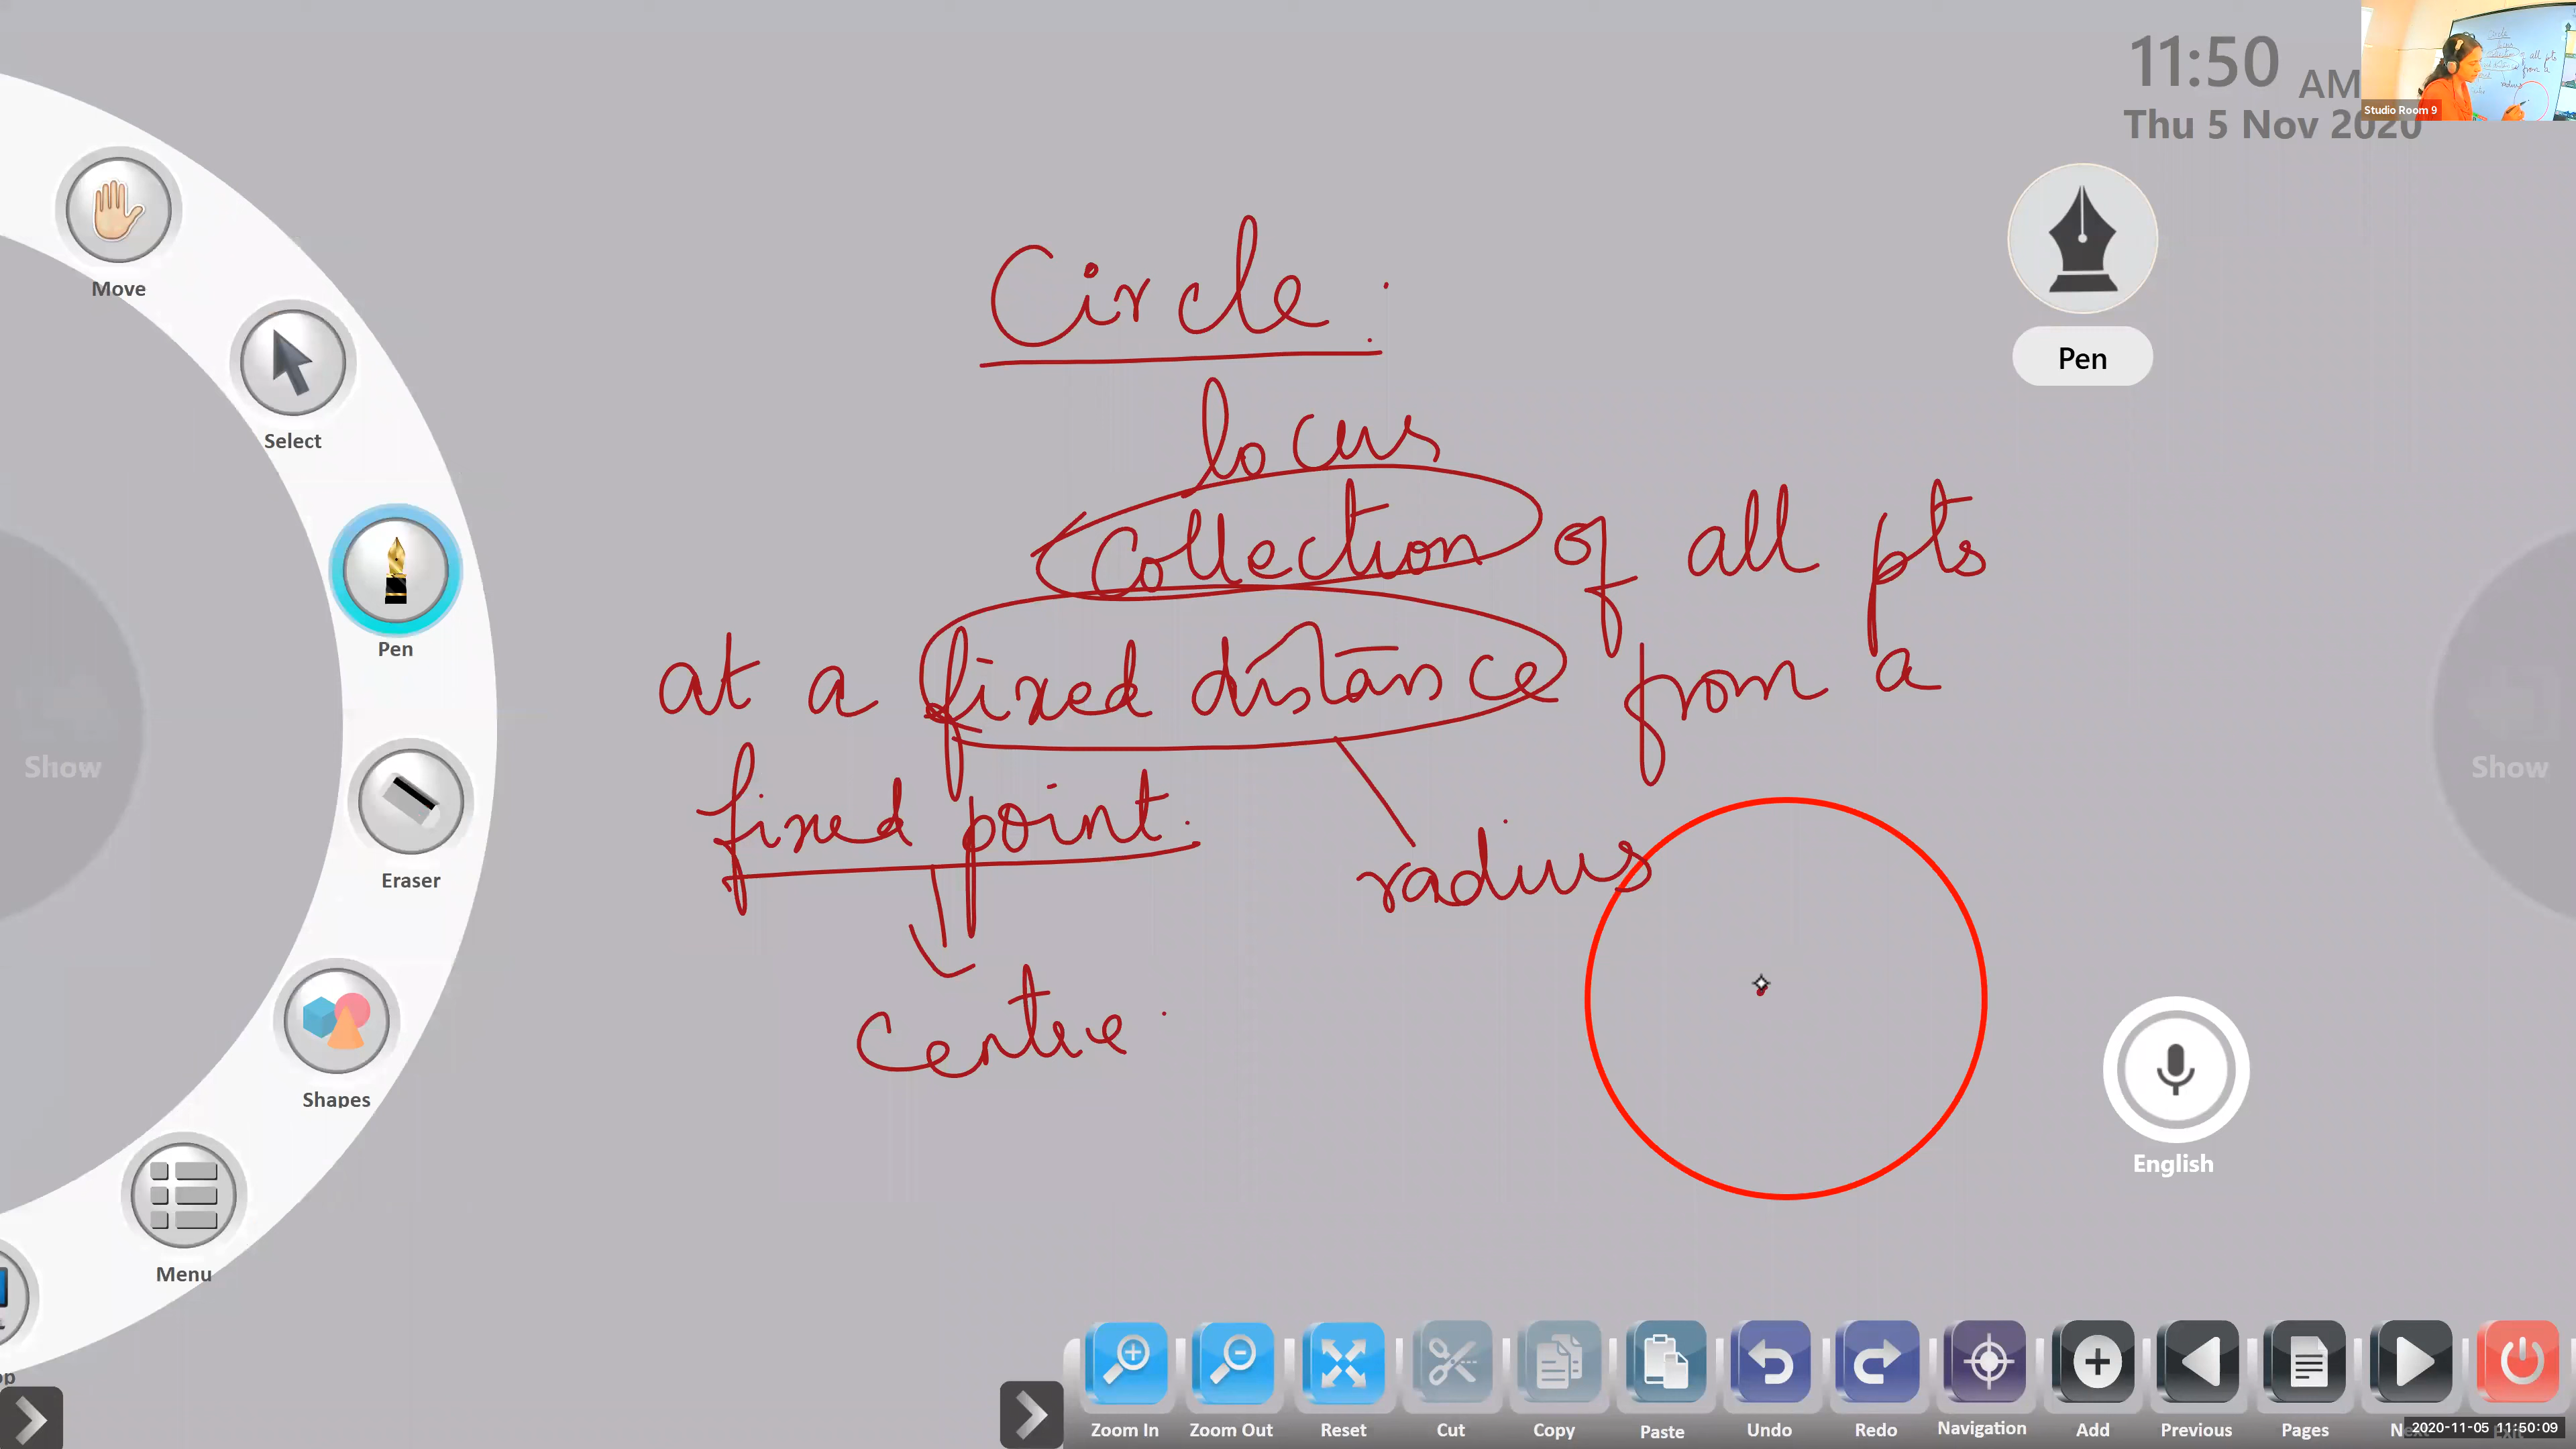 11:50 AM
Thu 5 Nov 2020
Studio Room 9
Move
Select
Pen
Eraser
Shapes
Menu
Show
Circle :
locus
Collection of all pts
at a fixed distance from a
fixed point.
radius
Centre .
Pen
Show
English
Zoom In
Zoom Out
Reset
Cut
Copy
Paste
Undo
Redo
Navigation
Add
Previous
Pages
2020-11-05 11:50:09